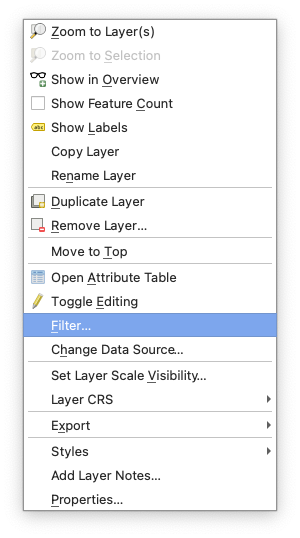 Zoom to Layer(s)
Zoom to Selection
Show in Overview
Show Feature Count
abc Show Labels
Copy Layer
Rename Layer
Duplicate Layer
Remove Layer...
Move to Top
Open Attribute Table
Toggle Editing
Filter...
Change Data Source...
Set Layer Scale Visibility...
Layer CRS
Export
Styles
Add Layer Notes...
Properties...